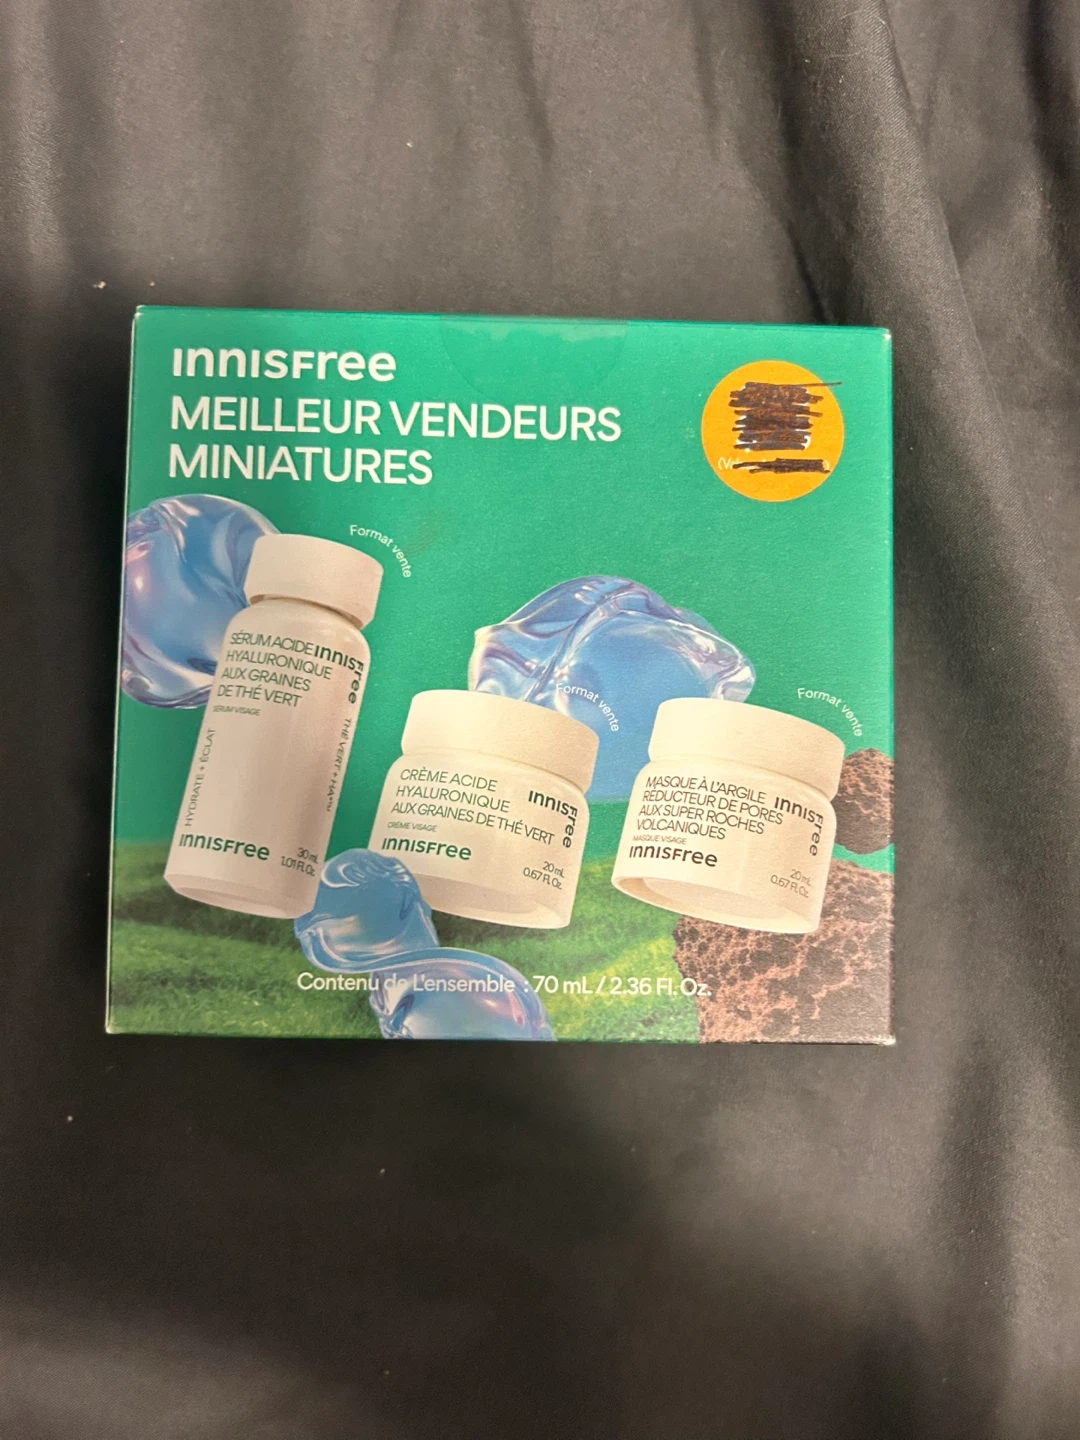 INNISFree
MEILLEUR VENDEURS
MINIATURES
Format vente
SÉRUM ACIDE
HYALURONIQUE
AUX GRAINES
DE THÉ VERT
SÉRUM VISAGE
INNISFree
HYDRATE + ÉCLAT
INNISFree
30 mL
1.01 Fl. Oz.
Format vente
CRÈME ACIDE
HYALURONIQUE
AUX GRAINES DE THÉ VERT
CRÈME VISAGE
INNISFree
INNISFree
20 mL
0.67 Fl. Oz.
Format vente
MASQUE À L'ARGILE
RÉDUCTEUR DE PORES
AUX SUPER ROCHES
VOLCANIQUES
MASQUE VISAGE
INNISFree
INNISFree
20 mL
0.67 Fl. Oz.
Contenu de L'ensemble : 70 mL / 2.36 Fl. Oz.